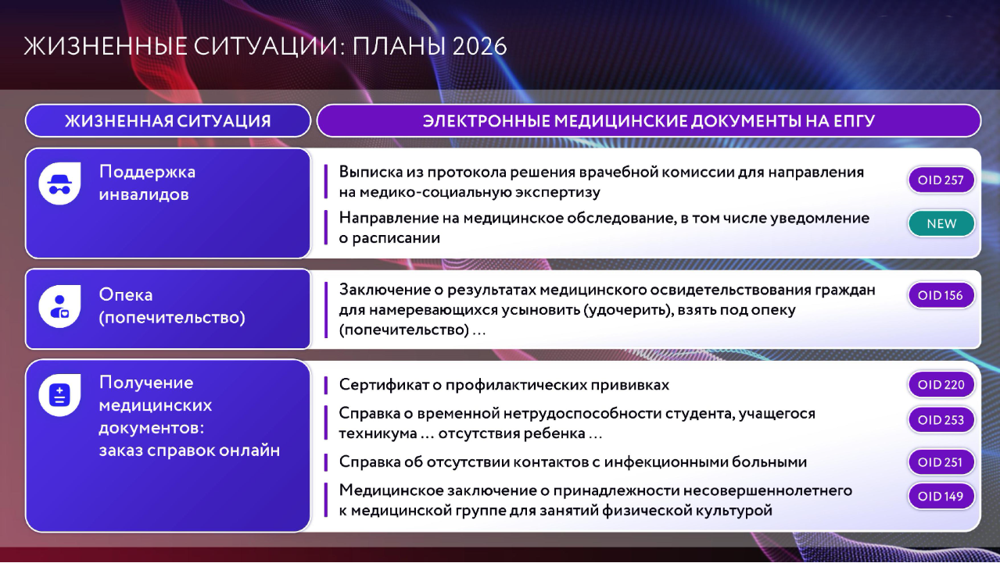 ЖИЗНЕННЫЕ СИТУАЦИИ: ПЛАНЫ 2026
ЖИЗНЕННАЯ СИТУАЦИЯ
ЭЛЕКТРОННЫЕ МЕДИЦИНСКИЕ ДОКУМЕНТЫ НА ЕПГУ
Поддержка
инвалидов
Выписка из протокола решения врачебной комиссии для направления
на медико-социальную экспертизу
OID 257
Направление на медицинское обследование, в том числе уведомление
о расписании
NEW
Опека
(попечительство)
Заключение о результатах медицинского освидетельствования граждан
для намеревающихся усыновить (удочерить), взять под опеку
(попечительство) ...
OID 156
Получение
медицинских
документов:
заказ справок онлайн
Сертификат о профилактических прививках
OID 220
Справка о временной нетрудоспособности студента, учащегося
техникума ... отсутствия ребенка ...
OID 253
Справка об отсутствии контактов с инфекционными больными
OID 251
Медицинское заключение о принадлежности несовершеннолетнего
к медицинской группе для занятий физической культурой
OID 149